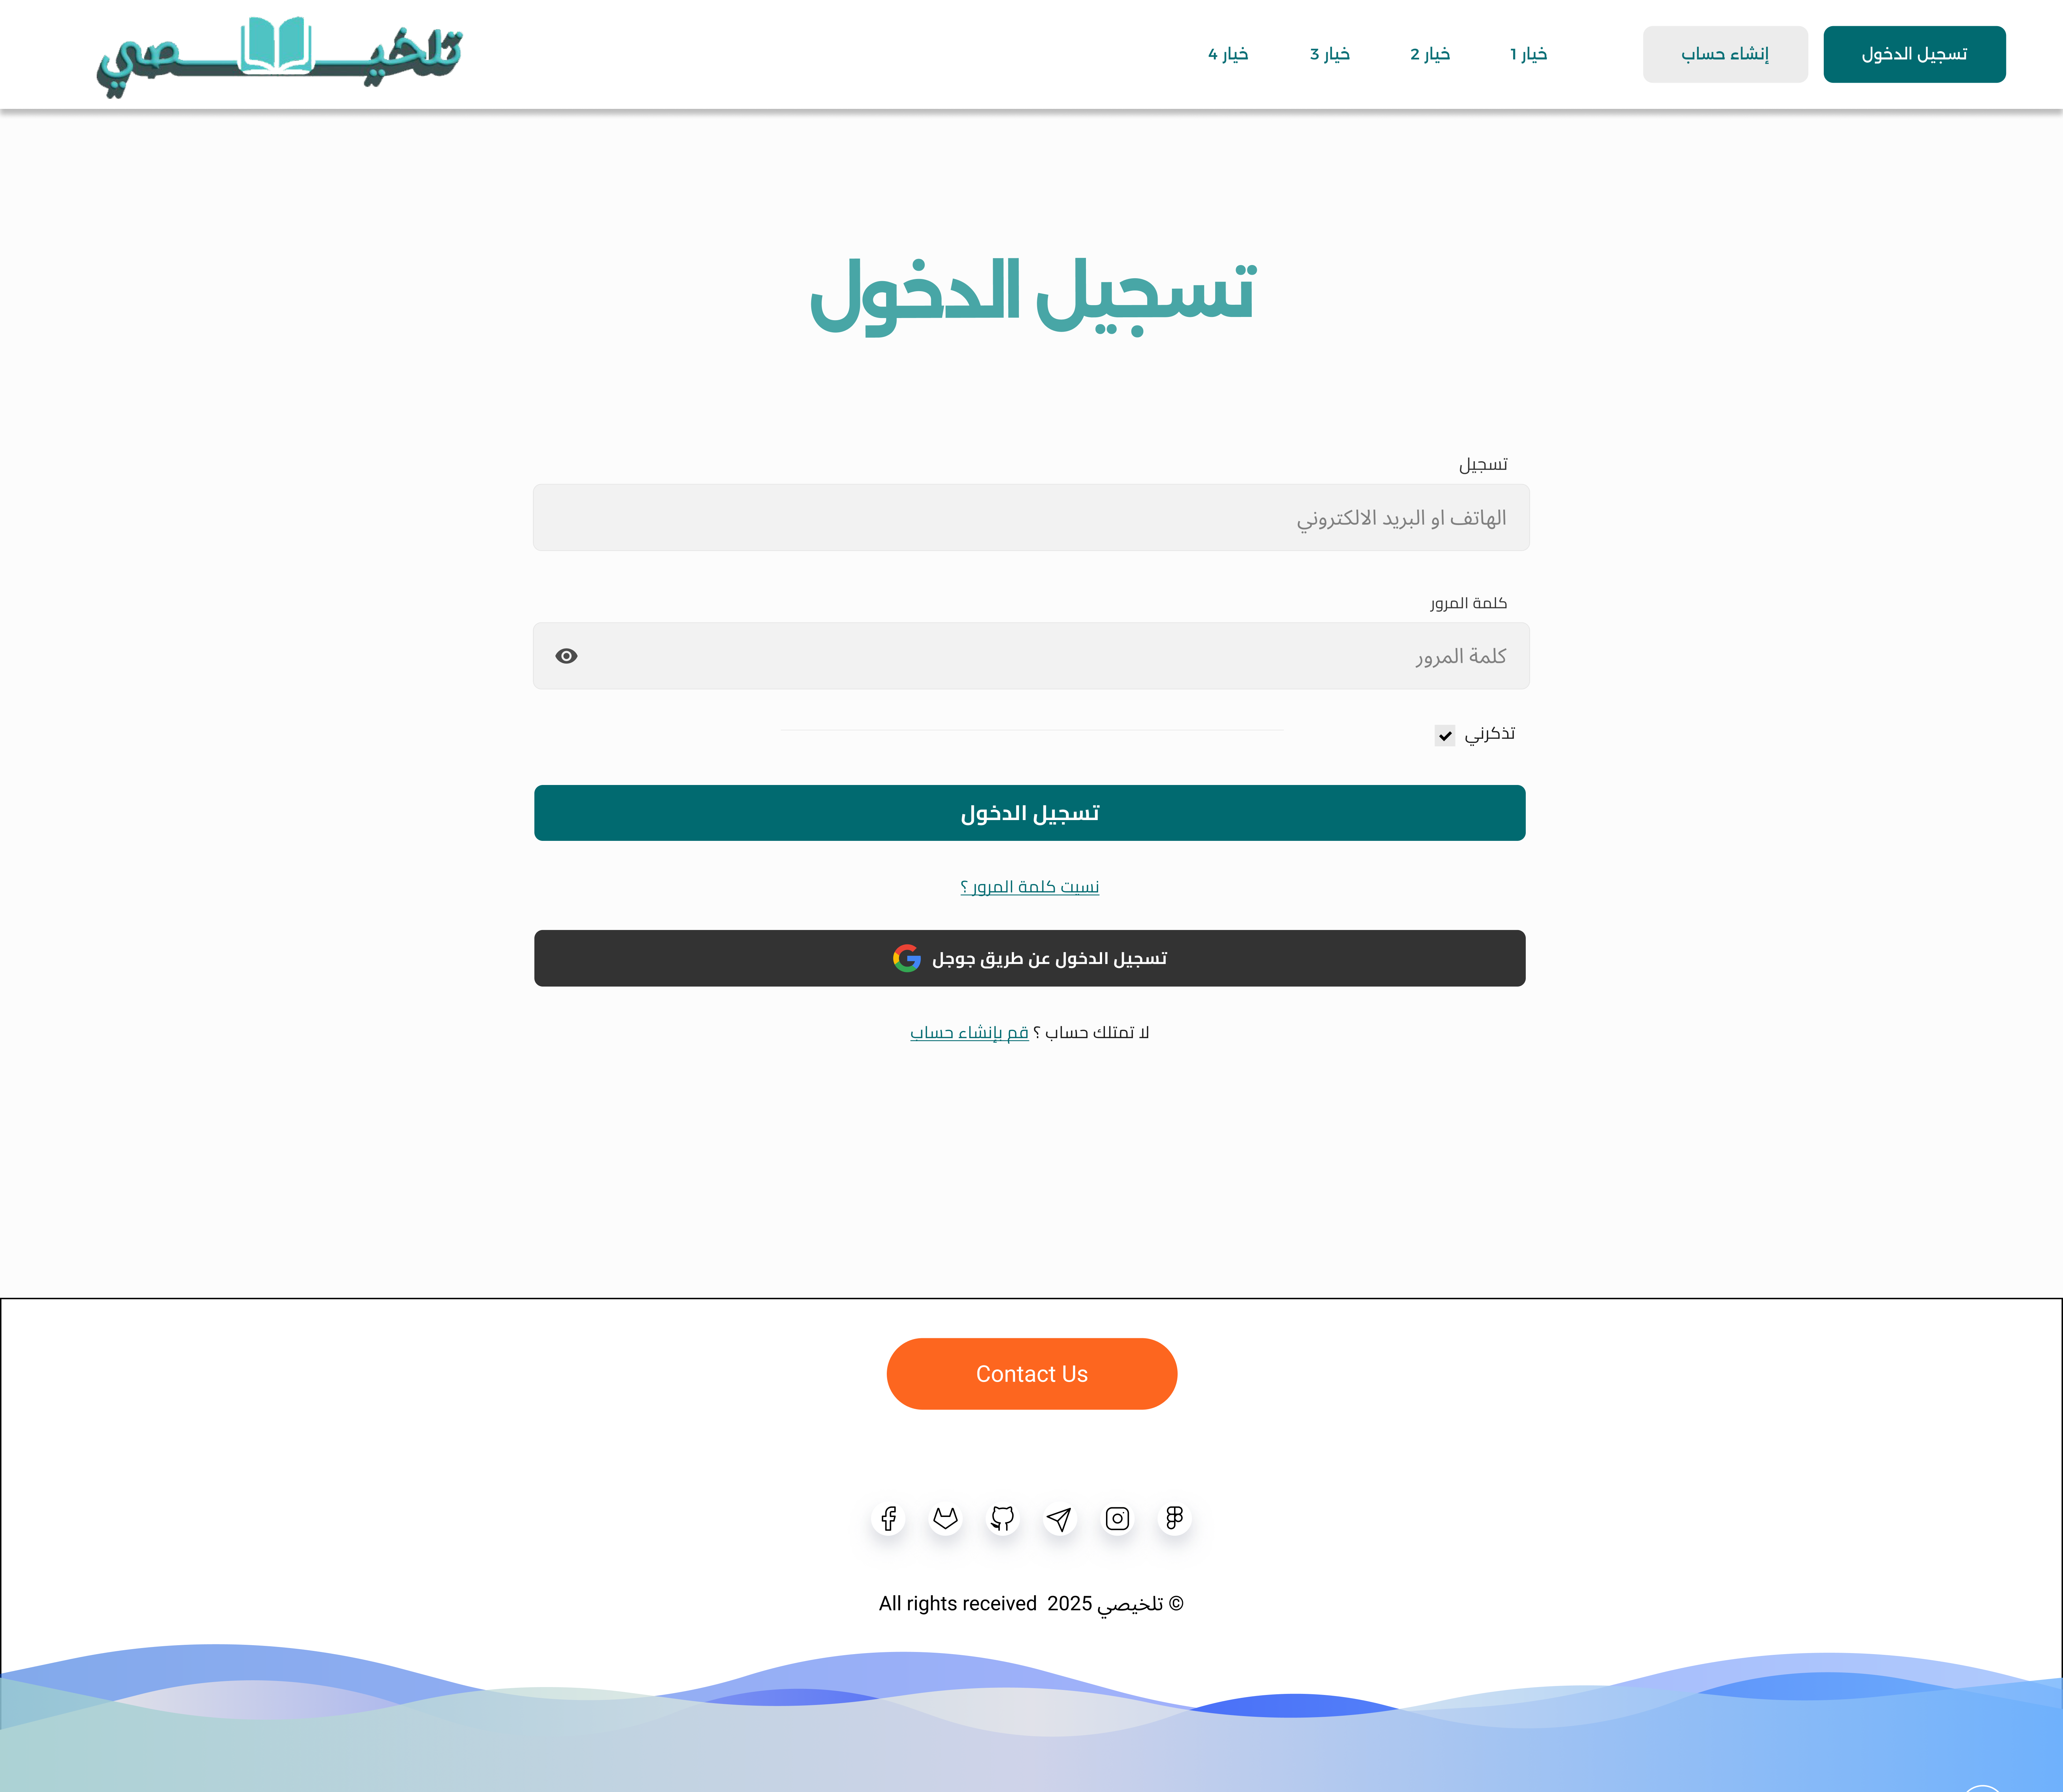 تسجيل الدخول
إنشاء حساب
خيار 1
خيار 2
خيار 3
خيار 4
تلخيـــصي
تسجيل الدخول
تسجيل
الهاتف او البريد الالكتروني
كلمة المرور
كلمة المرور
تذكرني
تسجيل الدخول
نسيت كلمة المرور ؟
تسجيل الدخول عن طريق جوجل
لا تمتلك حساب ؟ قم بإنشاء حساب
Contact Us
All rights received 2025 تلخيصي ©